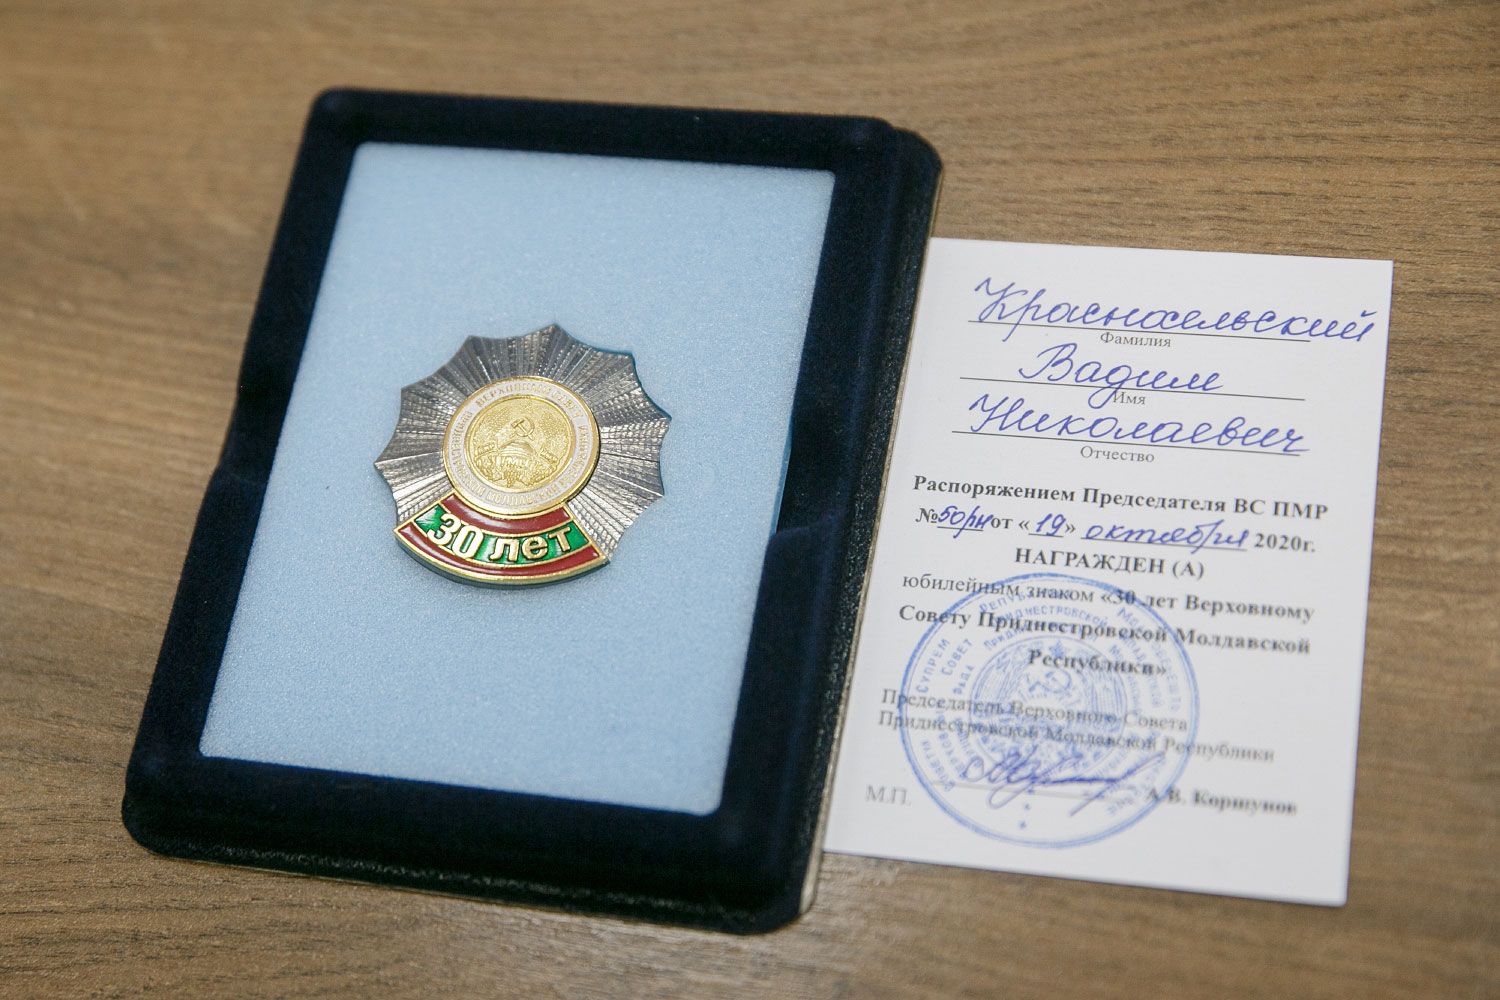 30 лет
Красносельский
Фамилия
Вадим
Имя
Николаевич
Отчество
Распоряжением Председателя ВС ПМР
№50рн от «19» октября 2020г.
НАГРАЖДЕН (А)
юбилейным знаком «30 лет Верховному
Совету Приднестровской Молдавской
Республики»
Председатель Верховного Совета
Приднестровской Молдавской Республики
М.П. А.В. Коршунов